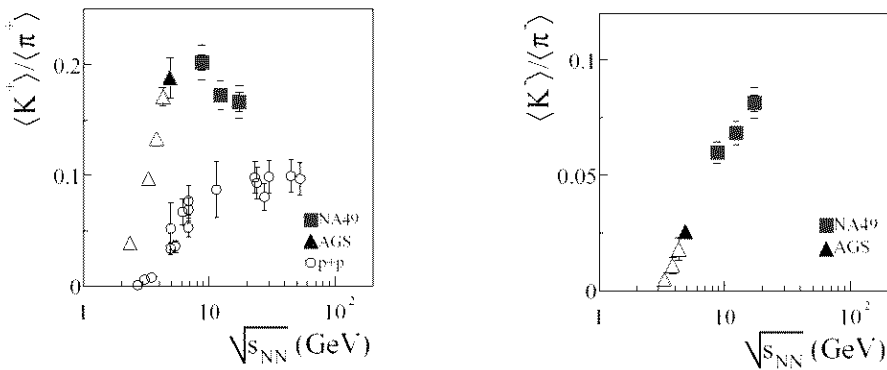 ⟨K⁺⟩/⟨π⁺⟩
0.2
0.1
0
1
10
10²
√s_NN (GeV)
NA49
AGS
p+p
⟨K⁻⟩/⟨π⁻⟩
0.1
0.05
0
1
10
10²
√s_NN (GeV)
NA49
AGS